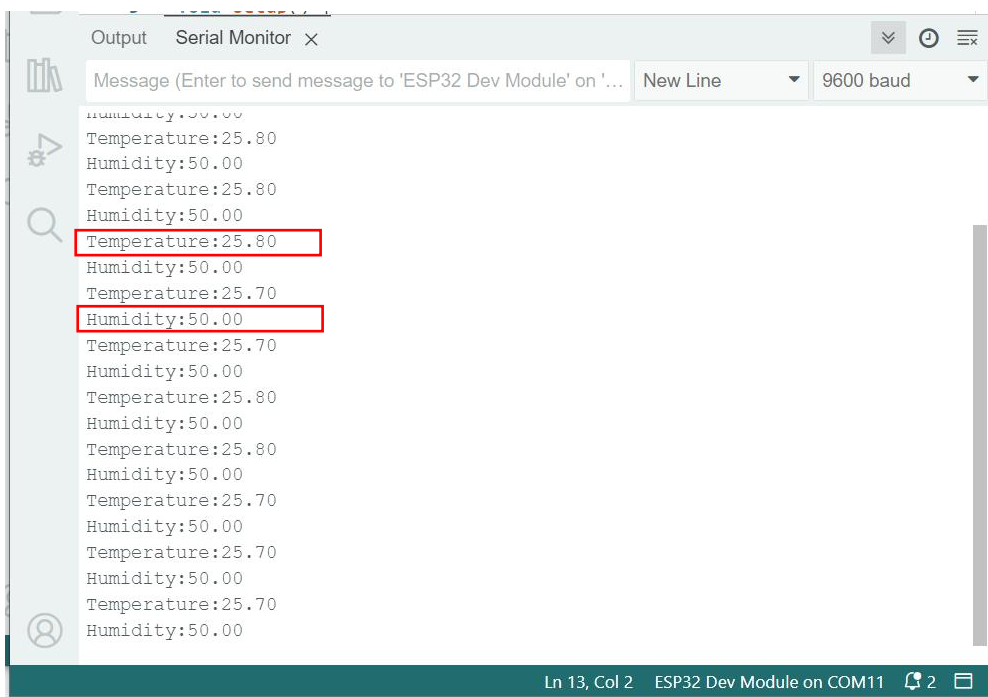 Output Serial Monitor
Message (Enter to send message to 'ESP32 Dev Module' on '... New Line 9600 baud
Humidity:50.00
Temperature:25.80
Humidity:50.00
Temperature:25.80
Humidity:50.00
Temperature:25.80
Humidity:50.00
Temperature:25.70
Humidity:50.00
Temperature:25.70
Humidity:50.00
Temperature:25.80
Humidity:50.00
Temperature:25.80
Humidity:50.00
Temperature:25.70
Humidity:50.00
Temperature:25.70
Humidity:50.00
Temperature:25.70
Humidity:50.00
Ln 13, Col 2 ESP32 Dev Module on COM11 2